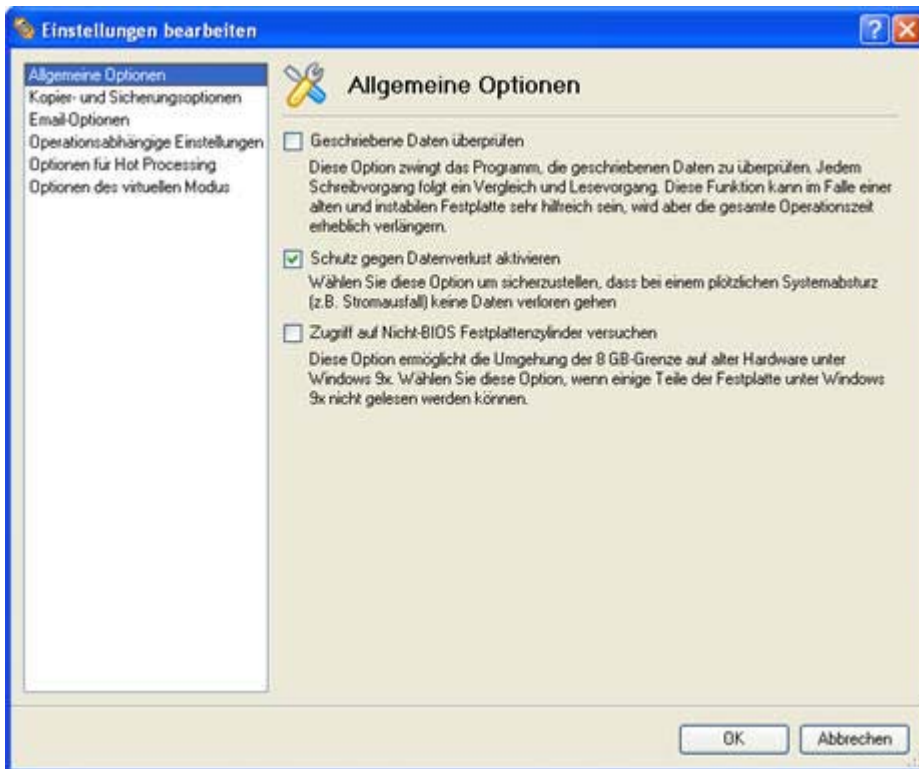 Einstellungen bearbeiten
Allgemeine Optionen
Kopier- und Sicherungsoptionen
Email-Optionen
Operationsabhängige Einstellungen
Optionen für Hot Processing
Optionen des virtuellen Modus
Allgemeine Optionen
Geschriebene Daten überprüfen
Diese Option zwingt das Programm, die geschriebenen Daten zu überprüfen. Jedem
Schreibvorgang folgt ein Vergleich und Lesevorgang. Diese Funktion kann im Falle einer
alten und instabilen Festplatte sehr hilfreich sein, wird aber die gesamte Operationszeit
erheblich verlängern.
Schutz gegen Datenverlust aktivieren
Wählen Sie diese Option um sicherzustellen, dass bei einem plötzlichen Systemabsturz
(z.B. Stromausfall) keine Daten verloren gehen
Zugriff auf Nicht-BIOS Festplattenzylinder versuchen
Diese Option ermöglicht die Umgehung der 8 GB-Grenze auf alter Hardware unter
Windows 9x. Wählen Sie diese Option, wenn einige Teile der Festplatte unter Windows
9x nicht gelesen werden können.
OK
Abbrechen